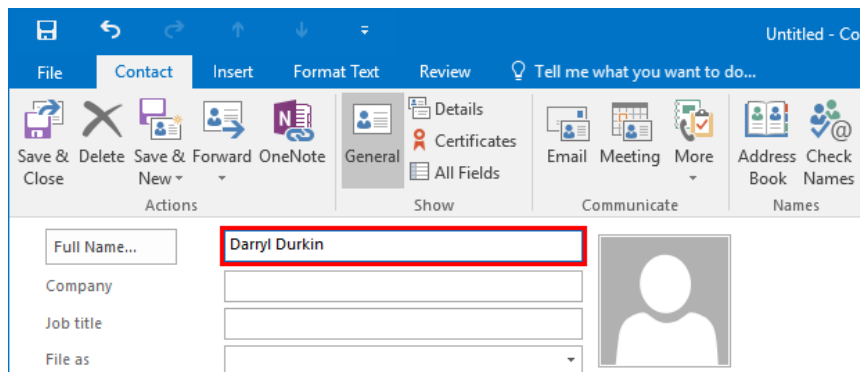 Untitled - Co
File Contact Insert Format Text Review Tell me what you want to do...
Save & Close Delete Save & New Forward OneNote General Details Certificates All Fields Email Meeting More Address Book Check Names
Actions Show Communicate Names
Full Name... Darryl Durkin
Company
Job title
File as